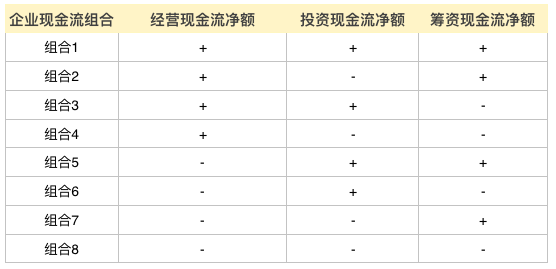 企业现金流组合 经营现金流净额 投资现金流净额 筹资现金流净额
组合1 + + +
组合2 + - +
组合3 + + -
组合4 + - -
组合5 - + +
组合6 - + -
组合7 - - +
组合8 - - -